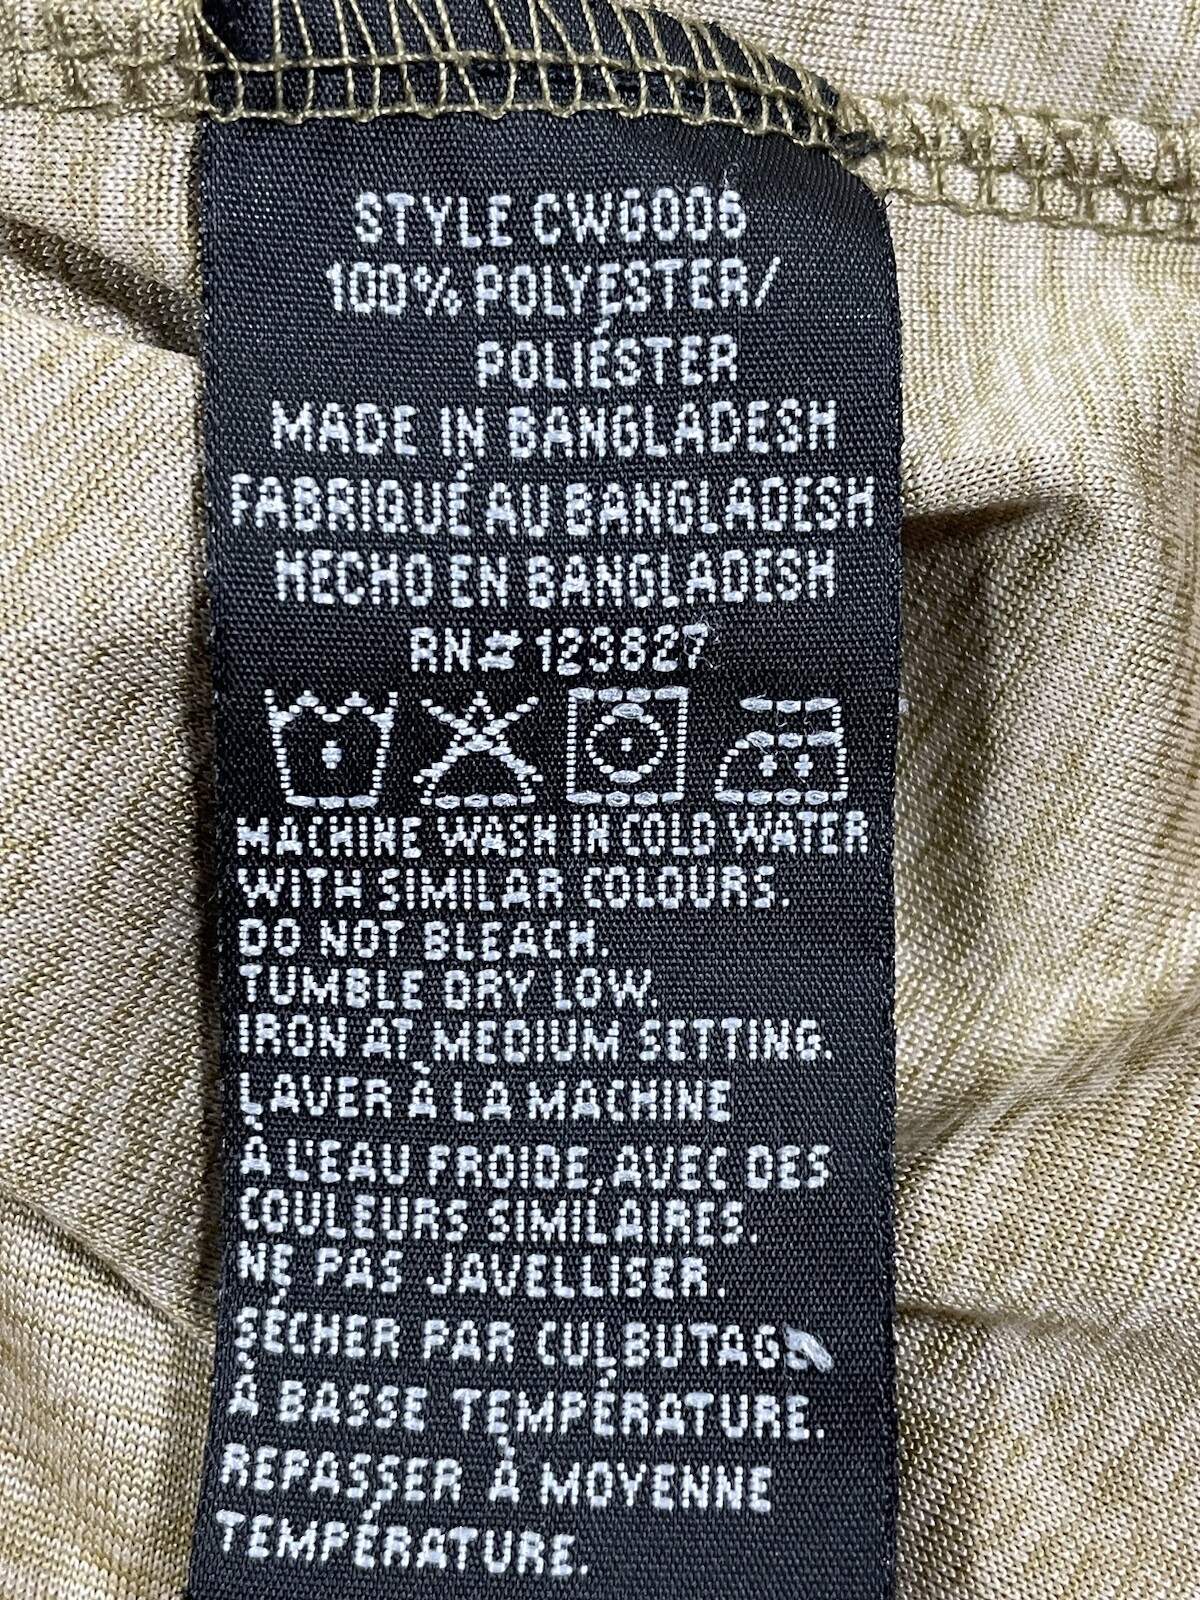 STYLE CW6006
100% POLYESTER/
POLIÉSTER
MADE IN BANGLADESH
FABRIQUÉ AU BANGLADESH
HECHO EN BANGLADESH
RN# 123627
MACHINE WASH IN COLD WATER
WITH SIMILAR COLOURS.
DO NOT BLEACH.
TUMBLE DRY LOW.
IRON AT MEDIUM SETTING.
LAVER À LA MACHINE
À L'EAU FROIDE AVEC DES
COULEURS SIMILAIRES.
NE PAS JAVELLISER.
SÉCHER PAR CULBUTAGE
À BASSE TEMPÉRATURE.
REPASSER À MOYENNE
TEMPÉRATURE.